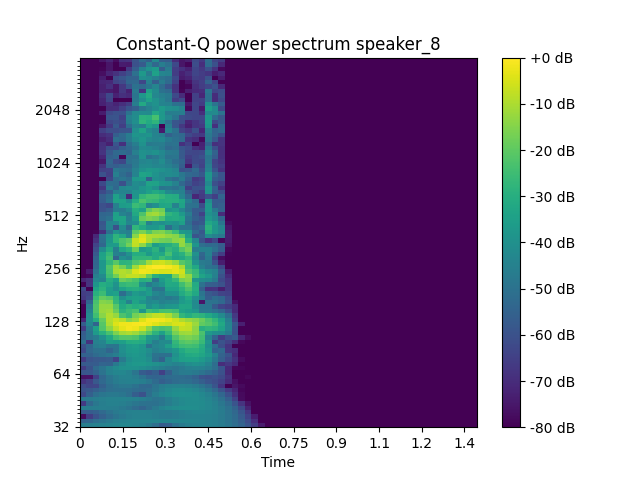 Constant-Q power spectrum speaker_8
Hz
2048
1024
512
256
128
64
32
0 0.15 0.3 0.45 0.6 0.75 0.9 1.1 1.2 1.4
Time
+0 dB
-10 dB
-20 dB
-30 dB
-40 dB
-50 dB
-60 dB
-70 dB
-80 dB